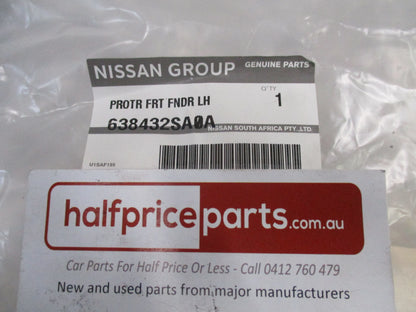 NISSAN GROUP GENUINE PARTS
PROTR FRT FNDR LH Q'TY 1
638432SA0A
NISSAN SOUTH AFRICA PTY.,LTD
halfpriceparts.com.au
Car Parts For Half Price Or Less - Call 0412 760 479
New and used parts from major manufacturers